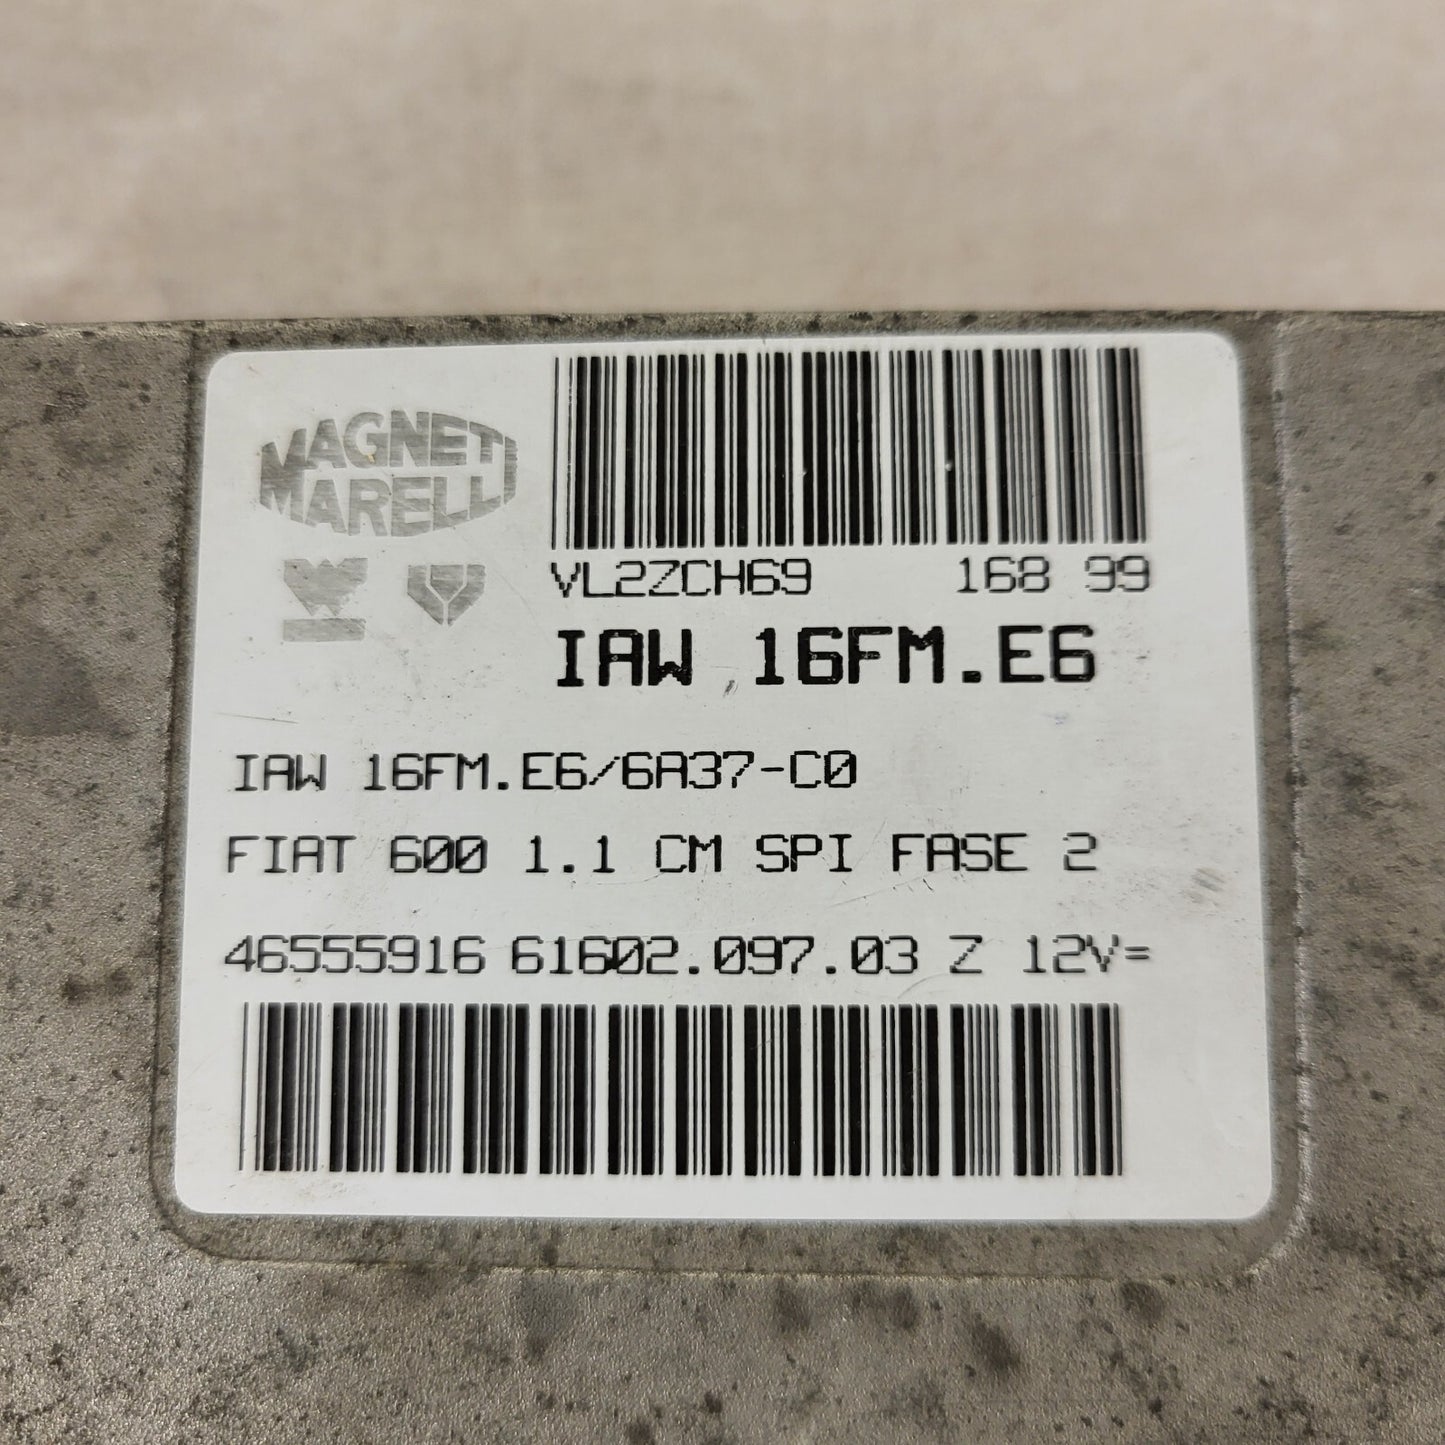 MAGNETI
MARELLI
VL2ZCH69 168 99
IAW 16FM.E6
IAW 16FM.E6/6A37-C0
FIAT 600 1.1 CM SPI FASE 2
46555916 61602.097.03 Z 12V=